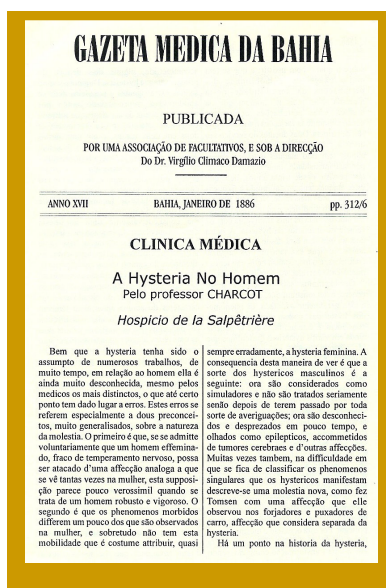 GAZETA MEDICA DA BAHIA
PUBLICADA
POR UMA ASSOCIAÇÃO DE FACULTATIVOS, E SOB A DIRECÇÃO
Do Dr. Virgílio Climaco Damazio
ANNO XVII BAHIA, JANEIRO DE 1886 pp. 312/6
CLINICA MÉDICA
A Hysteria No Homem
Pelo professor CHARCOT
Hospicio de la Salpêtrière
Bem que a hysteria tenha sido o
assumpto de numerosos trabalhos, de
muito tempo, em relação ao homem ella é
ainda muito desconhecida, mesmo pelos
medicos os mais distinctos, o que até certo
ponto tem dado lugar a erros. Estes erros se
referem especialmente a dous preconcei-
tos, muito generalisados, sobre a natureza
da molestia. O primeiro é que, se se admitte
voluntariamente que um homem effemina-
do, fraco de temperamento nervoso, possa
ser atacado d'uma affecção analoga a que
se vê tantas vezes na mulher, esta supposi-
ção parece pouco verossimil quando se
trata de um homem robusto e vigoroso. O
segundo é que os phenomenos morbidos
differem um pouco dos que são observados
na mulher, e sobretudo não tem esta
mobilidade que é costume attribuir, quasi
sempre erradamente, a hysteria feminina. A
consequencia desta maneira de ver é que a
sorte dos hystericos masculinos é a
seguinte: ora são considerados como
simuladores e não são tratados seriamente
senão depois de terem passado por toda
sorte de averiguações; ora são desconheci-
dos e desprezados em pouco tempo, e
olhados como epilepticos, accommetidos
de tumores cerebraes e d'outras affecções.
Muitas vezes tambem, na difficuldade em
que se fica de classificar os phenomenos
singulares que os hystericos manifestam
descreve-se uma molestia nova, como fez
Tomsen com uma affecção que elle
observou nos forjadores e puxadores de
carro, affecção que considera separada da
hysteria.
Há um ponto na historia da hysteria,